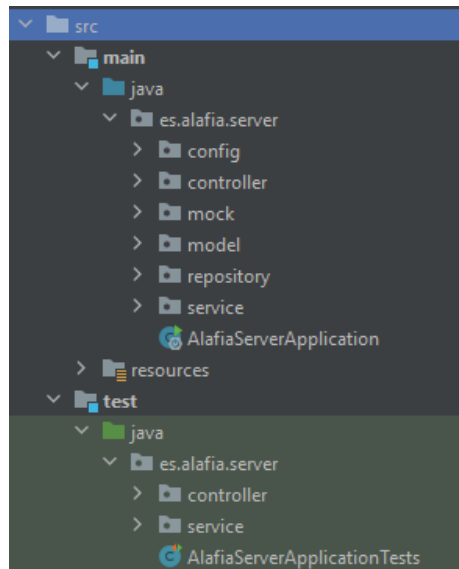 src
main
java
es.alafia.server
config
controller
mock
model
repository
service
AlafiaServerApplication
resources
test
java
es.alafia.server
controller
service
AlafiaServerApplicationTests